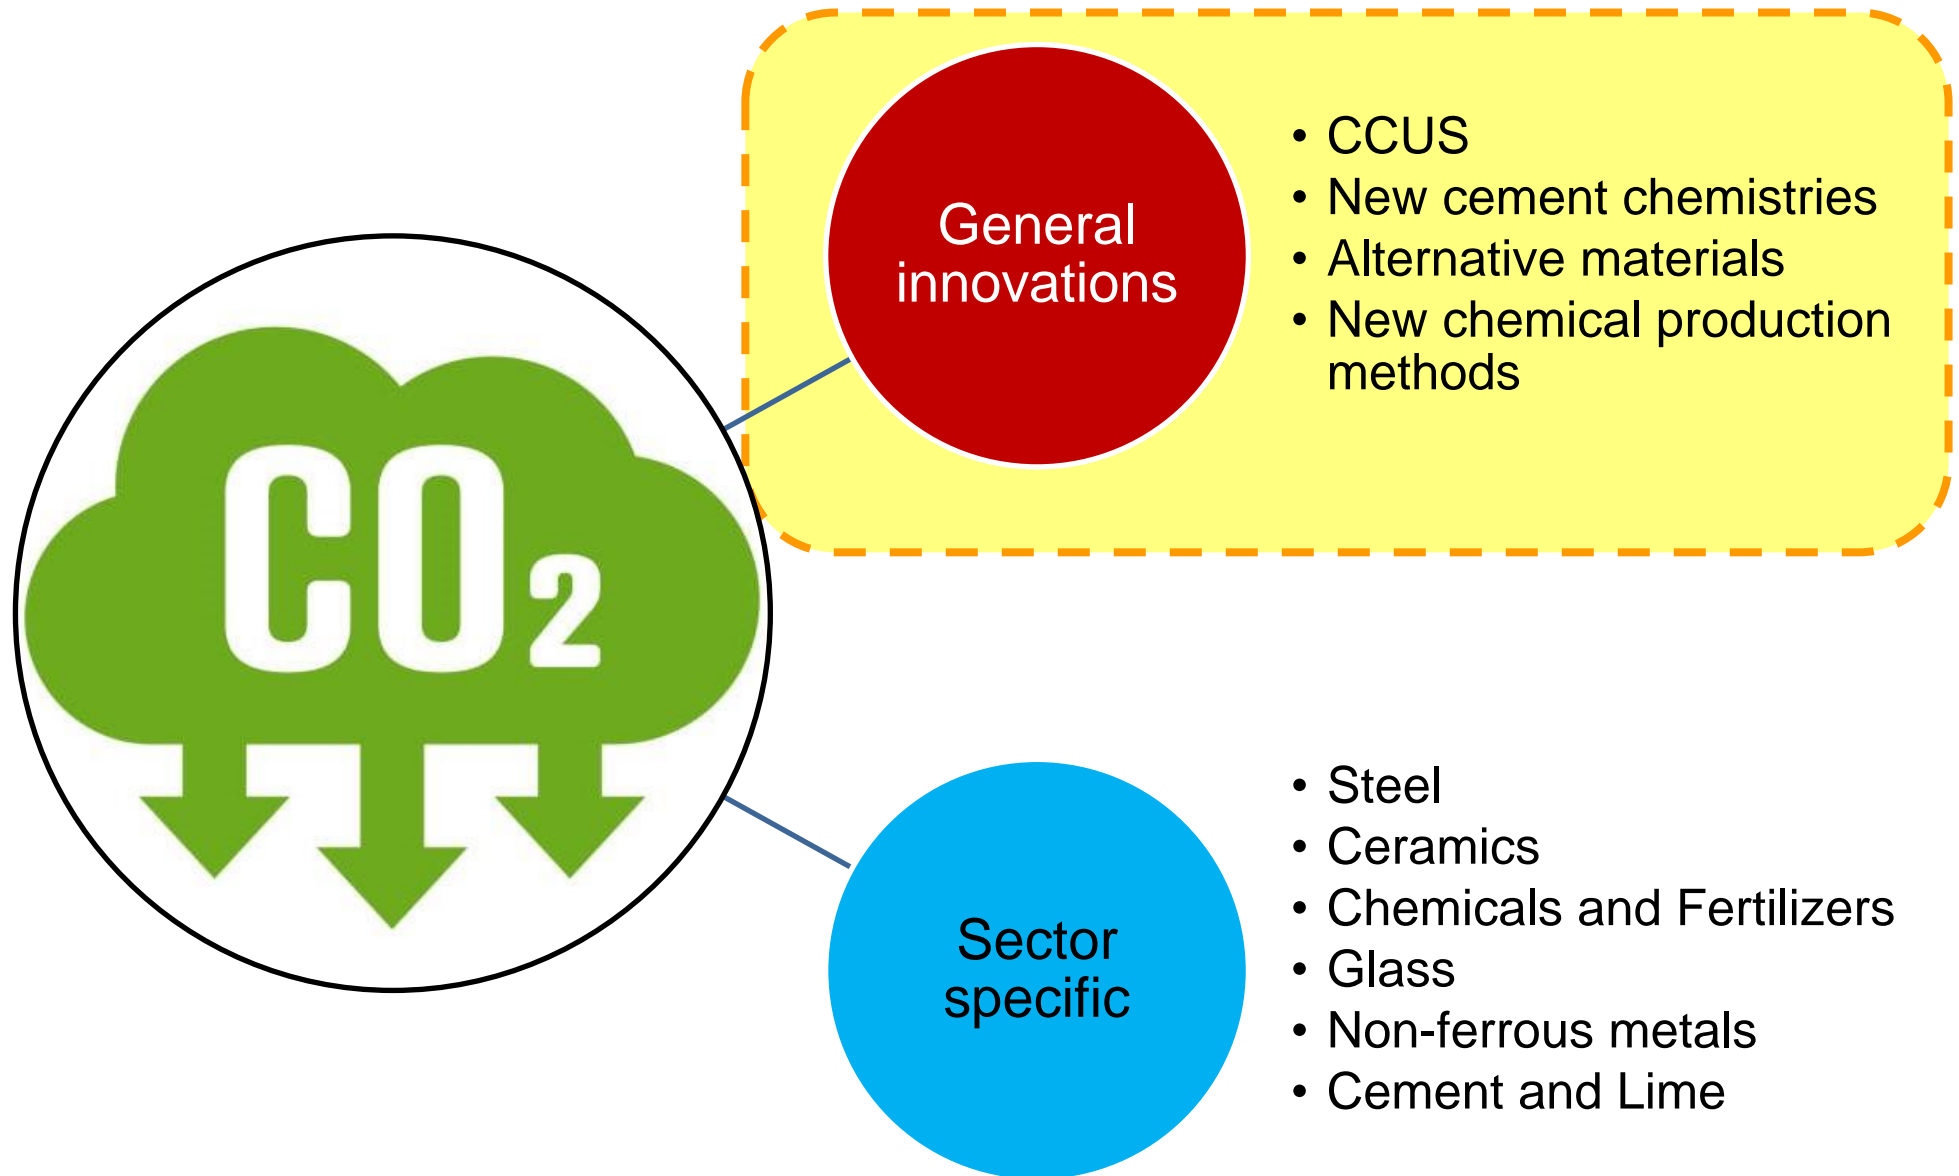 CO₂
General
innovations
• CCUS
• New cement chemistries
• Alternative materials
• New chemical production
methods
Sector
specific
• Steel
• Ceramics
• Chemicals and Fertilizers
• Glass
• Non-ferrous metals
• Cement and Lime